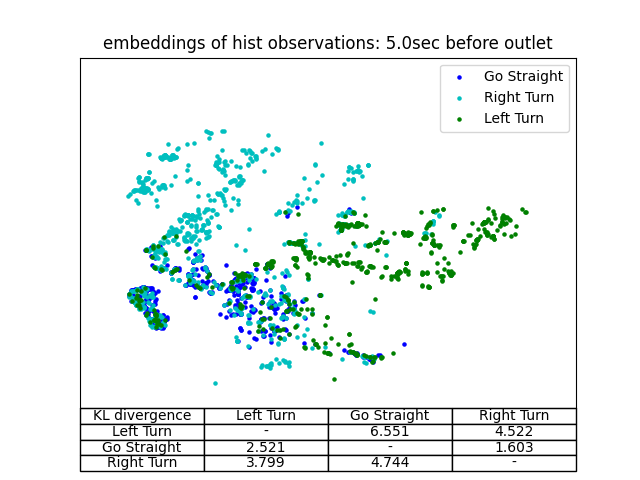 embeddings of hist observations: 5.0sec before outlet
Go Straight
Right Turn
Left Turn
KL divergence Left Turn Go Straight Right Turn
Left Turn - 6.551 4.522
Go Straight 2.521 - 1.603
Right Turn 3.799 4.744 -